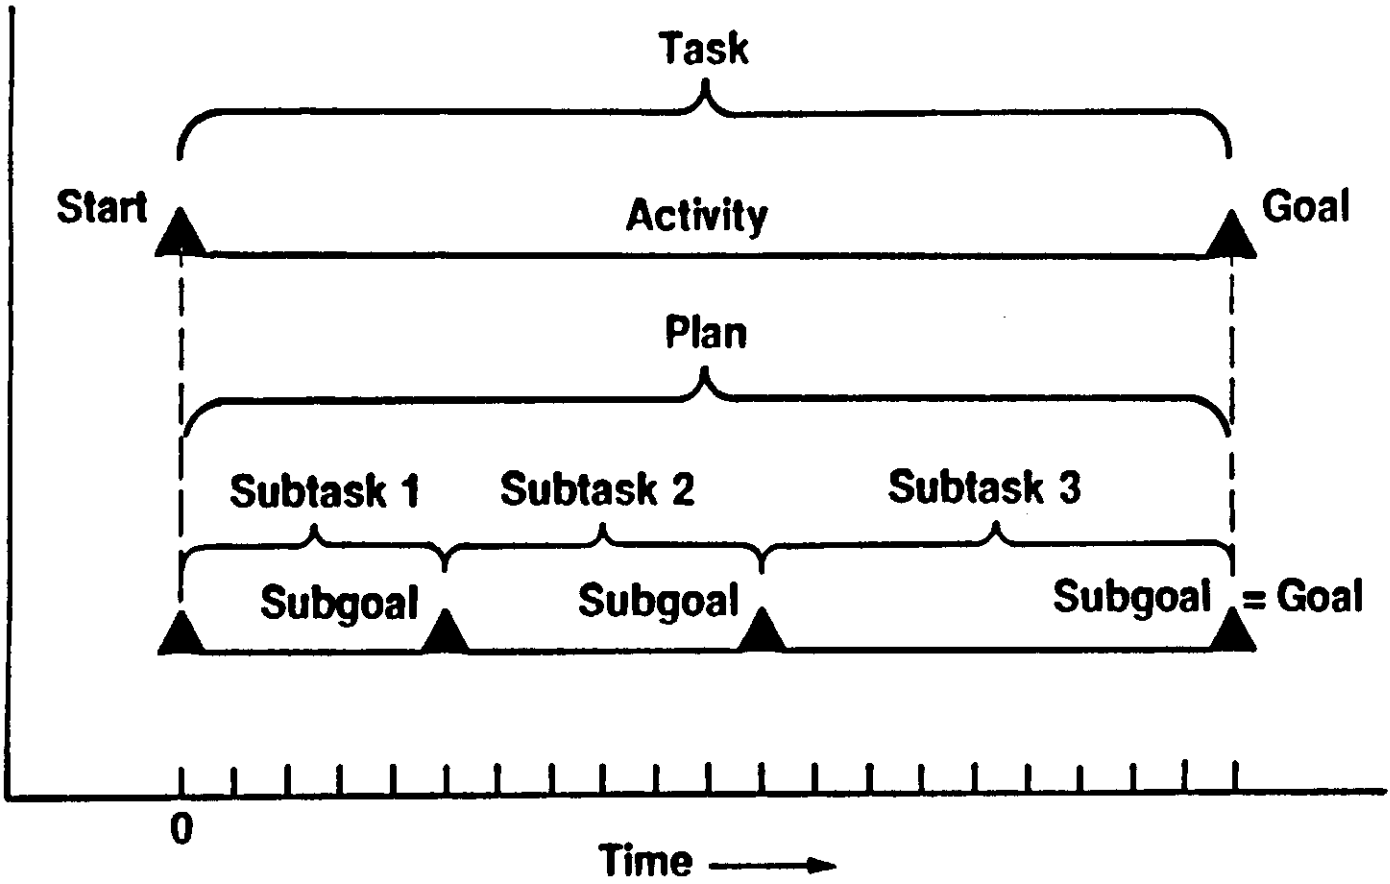 Task
Start Activity Goal
Plan
Subtask 1 Subtask 2 Subtask 3
Subgoal Subgoal Subgoal = Goal
0
Time